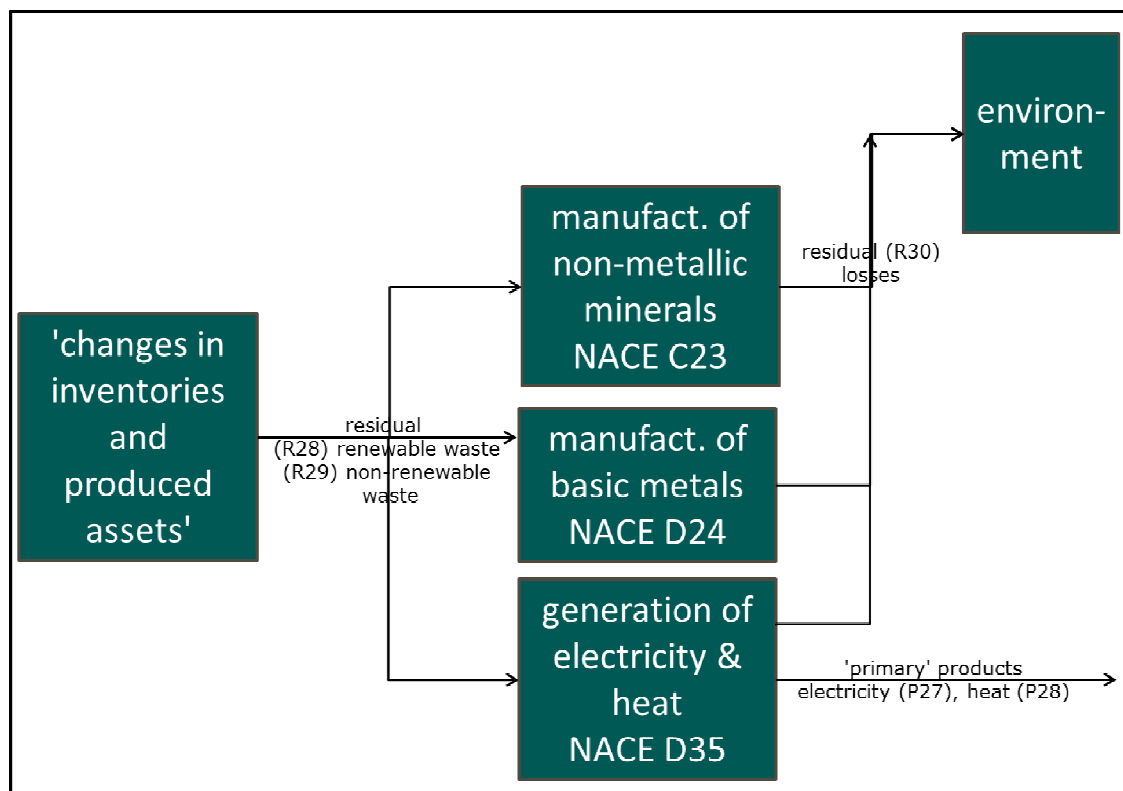 'changes in
inventories
and
produced
assets'
residual
(R28) renewable waste
(R29) non-renewable
waste
manufact. of
non-metallic
minerals
NACE C23
manufact. of
basic metals
NACE D24
generation of
electricity &
heat
NACE D35
residual (R30)
losses
environ-
ment
'primary' products
electricity (P27), heat (P28)